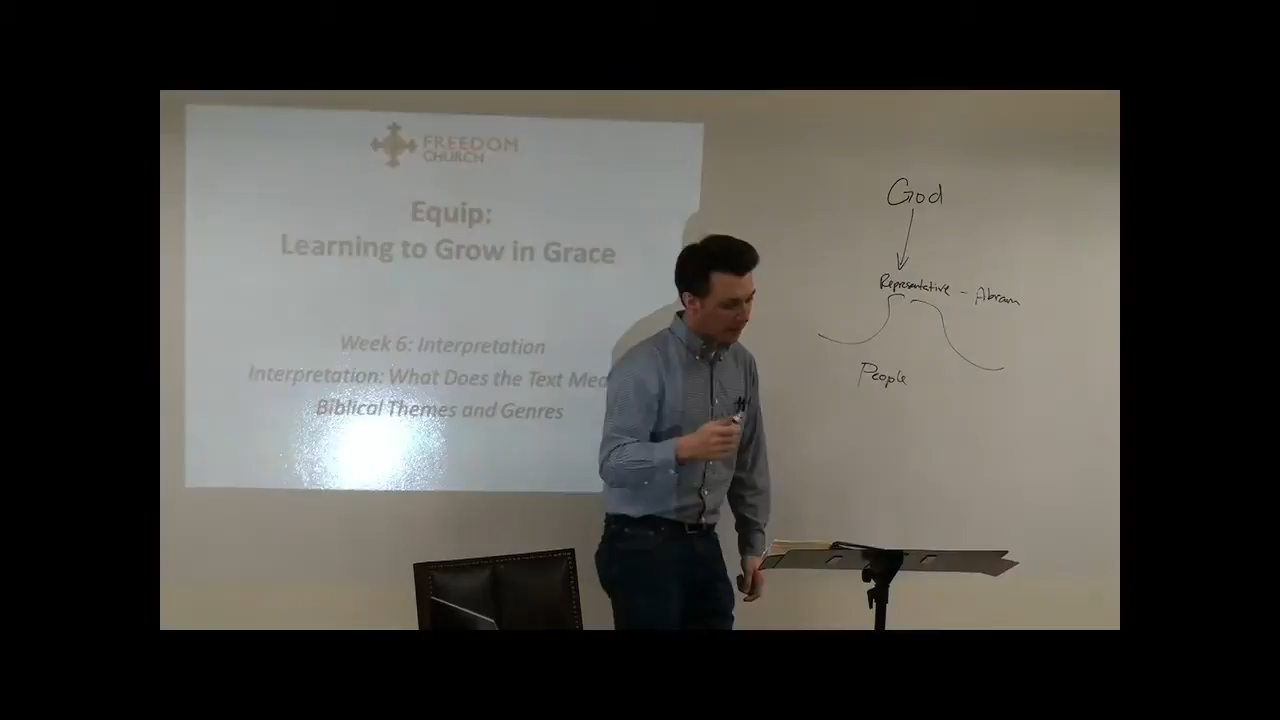 FREEDOM
CHURCH
Equip:
Learning to Grow in Grace
Week 6: Interpretation
Interpretation: What Does the Text Mea
Biblical Themes and Genres
God
Representative - Abram
People